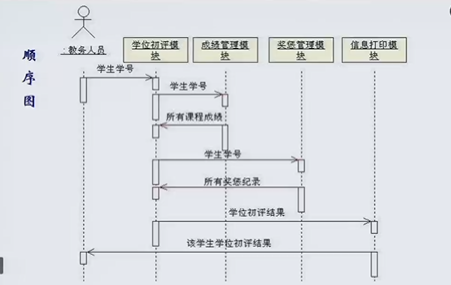 顺序图
:教务人员
学位初评模块
成绩管理模块
奖惩管理模块
信息打印模块
学生学号
学生学号
所有课程成绩
学生学号
所有奖惩纪录
学位初评结果
该学生学位初评结果